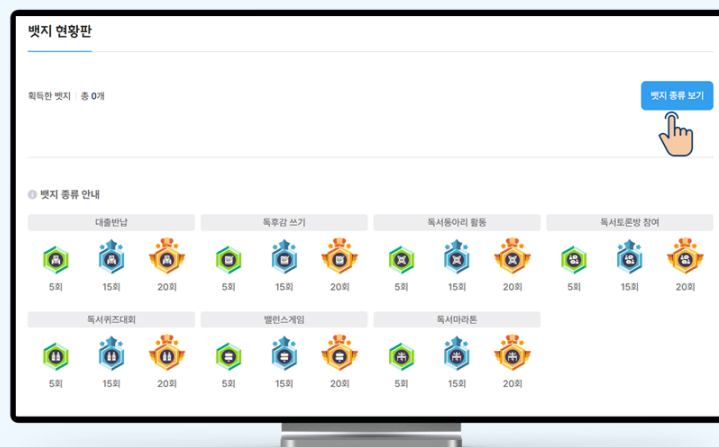 뱃지 현황판
획득한 뱃지 | 총 0개
뱃지 종류 보기
뱃지 종류 안내
대출반납 독후감 쓰기 독서동아리 활동 독서토론방 참여
5회 15회 20회 5회 15회 20회 5회 15회 20회 5회 15회 20회
독서퀴즈대회 밸런스게임 독서마라톤
5회 15회 20회 5회 15회 20회 5회 15회 20회